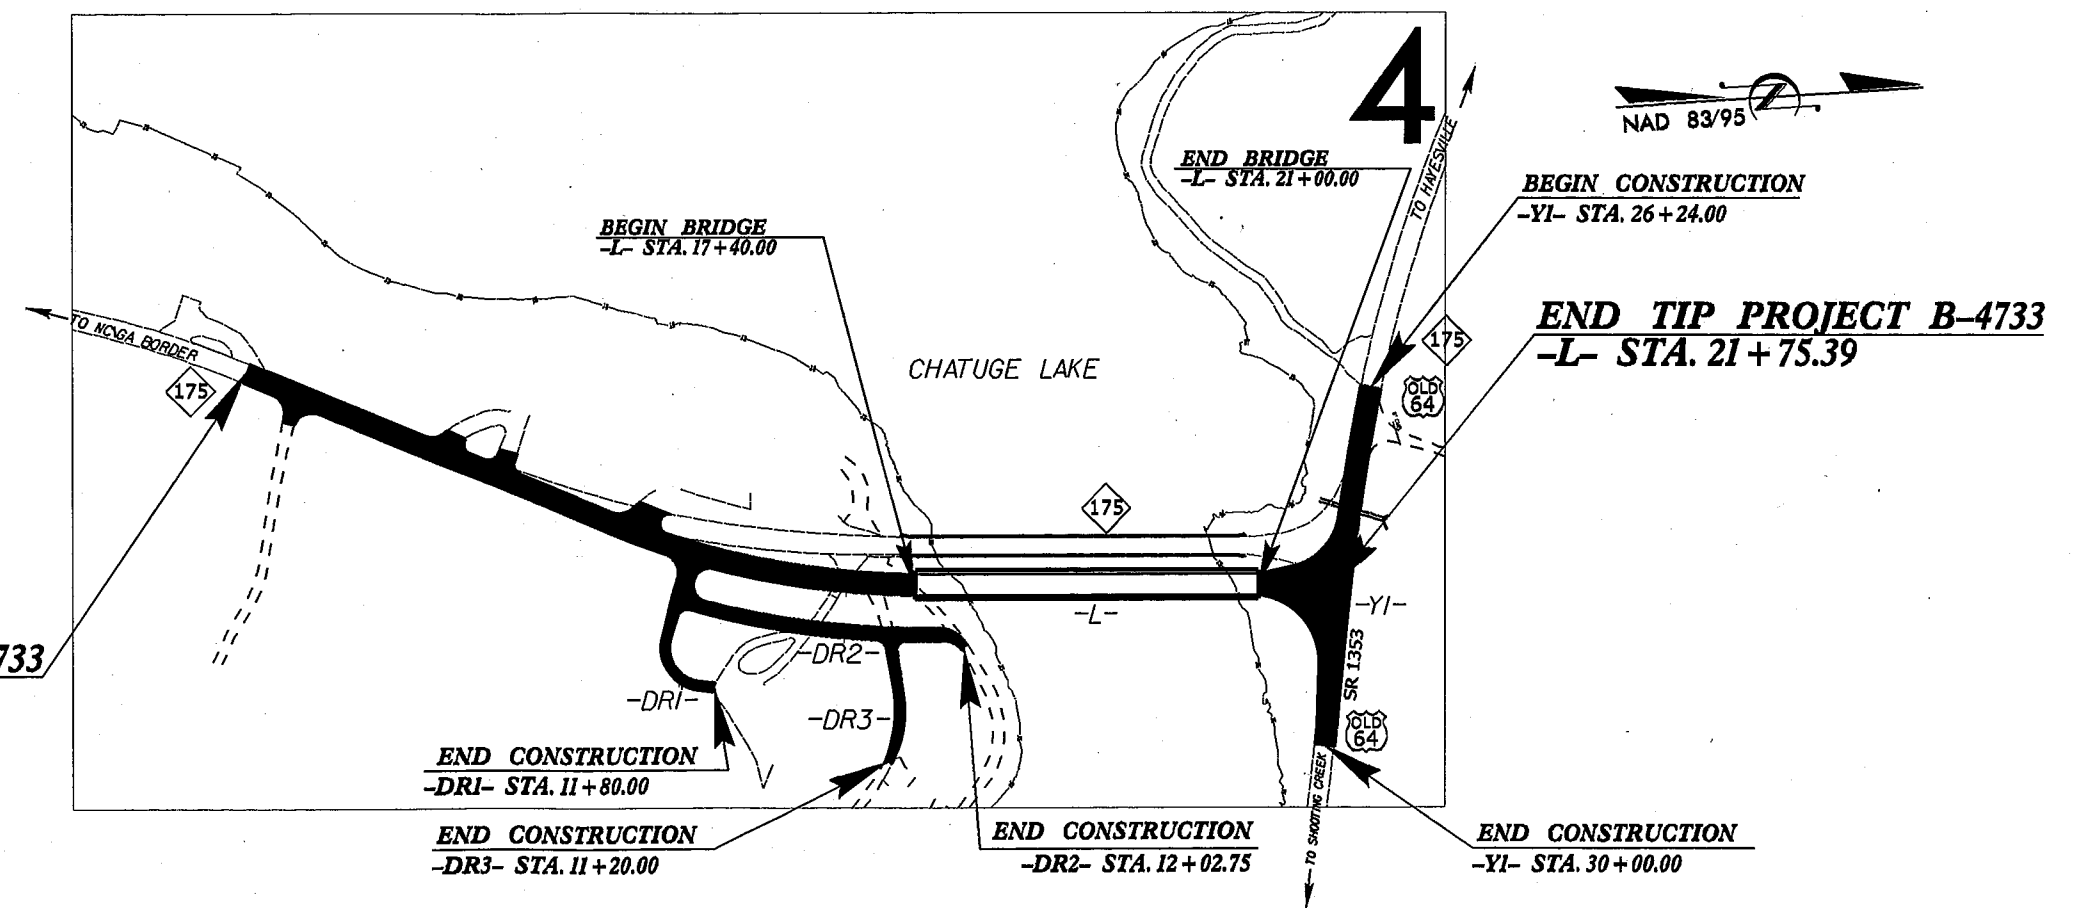 4
NAD 83/95
TO HAYESVILLE
END BRIDGE
-L- STA. 21+00.00
BEGIN CONSTRUCTION
-Y1- STA. 26+24.00
BEGIN BRIDGE
-L- STA. 17+40.00
END TIP PROJECT B-4733
-L- STA. 21+75.39
TO NC\GA BORDER
175
CHATUGE LAKE
175
OLD
64
175
-L-
-Y1-
SR 1353
733
-DR2-
-DR1-
-DR3-
OLD
64
END CONSTRUCTION
-DR1- STA. 11+80.00
TO SHOOTING CREEK
END CONSTRUCTION
-DR3- STA. 11+20.00
END CONSTRUCTION
-DR2- STA. 12+02.75
END CONSTRUCTION
-Y1- STA. 30+00.00